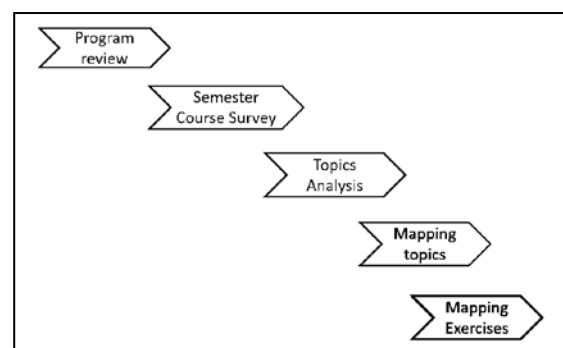 Program
review
Semester
Course Survey
Topics
Analysis
Mapping
topics
Mapping
Exercises